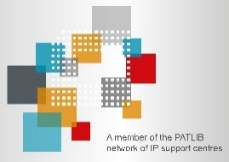 A member of the PATLIB
network of IP support centres